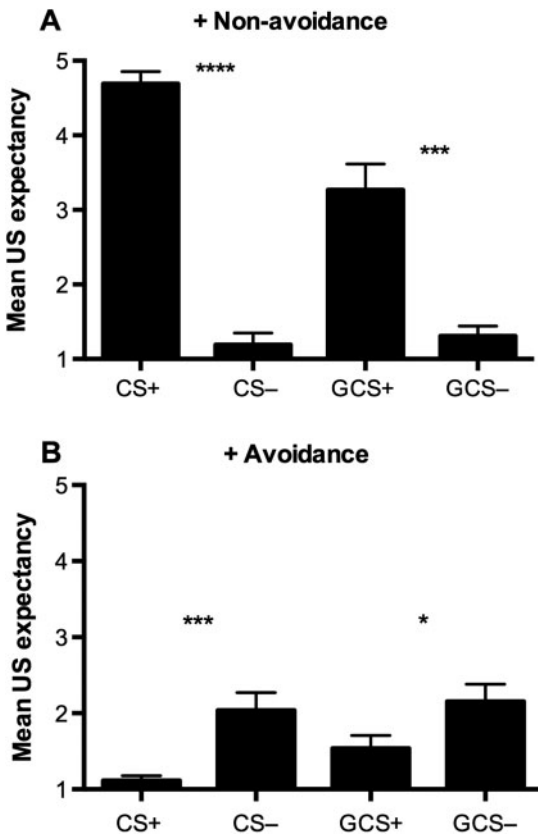 A
+ Non-avoidance
Mean US expectancy
5
4
3
2
1
****
***
CS+ CS– GCS+ GCS–
B
+ Avoidance
Mean US expectancy
5
4
3
2
1
***
*
CS+ CS– GCS+ GCS–